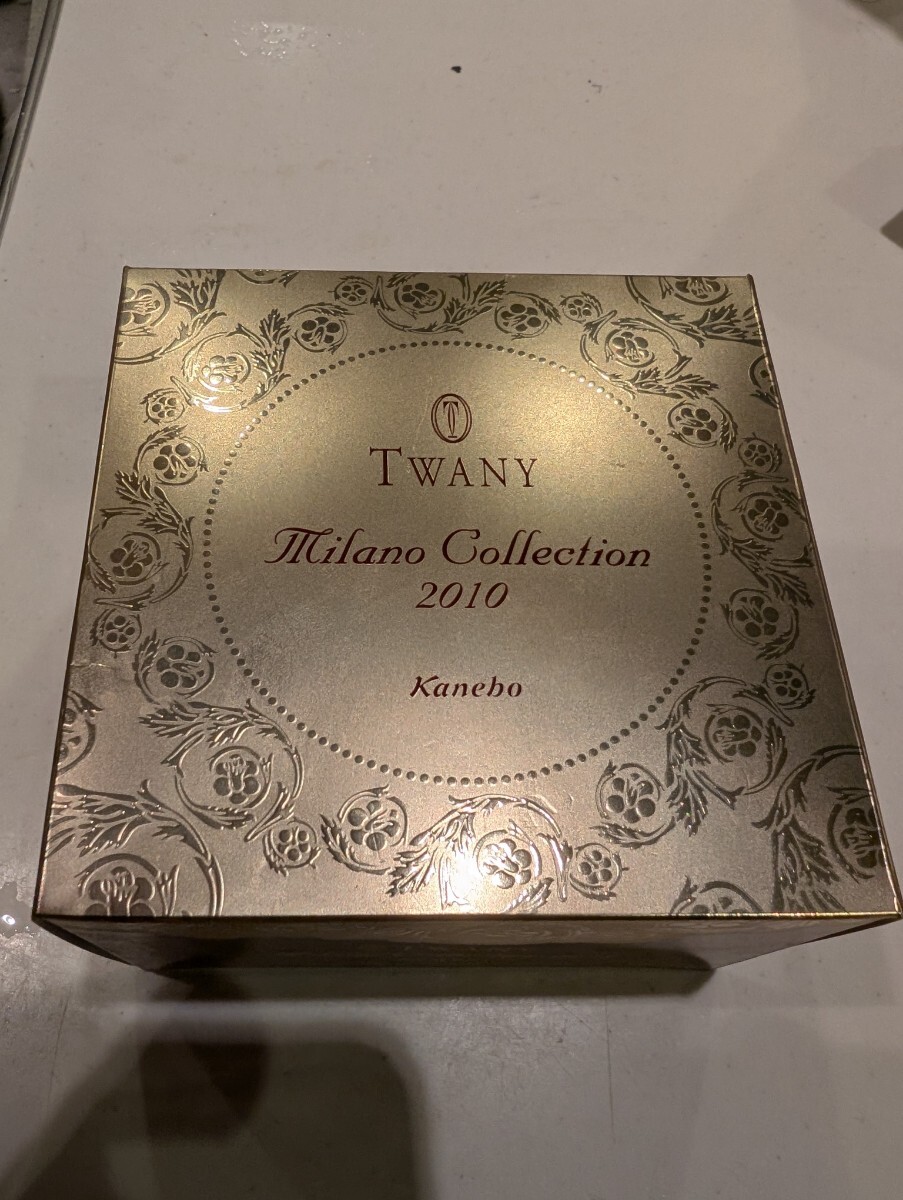 T
TWANY
Milano Collection
2010
Kanebo